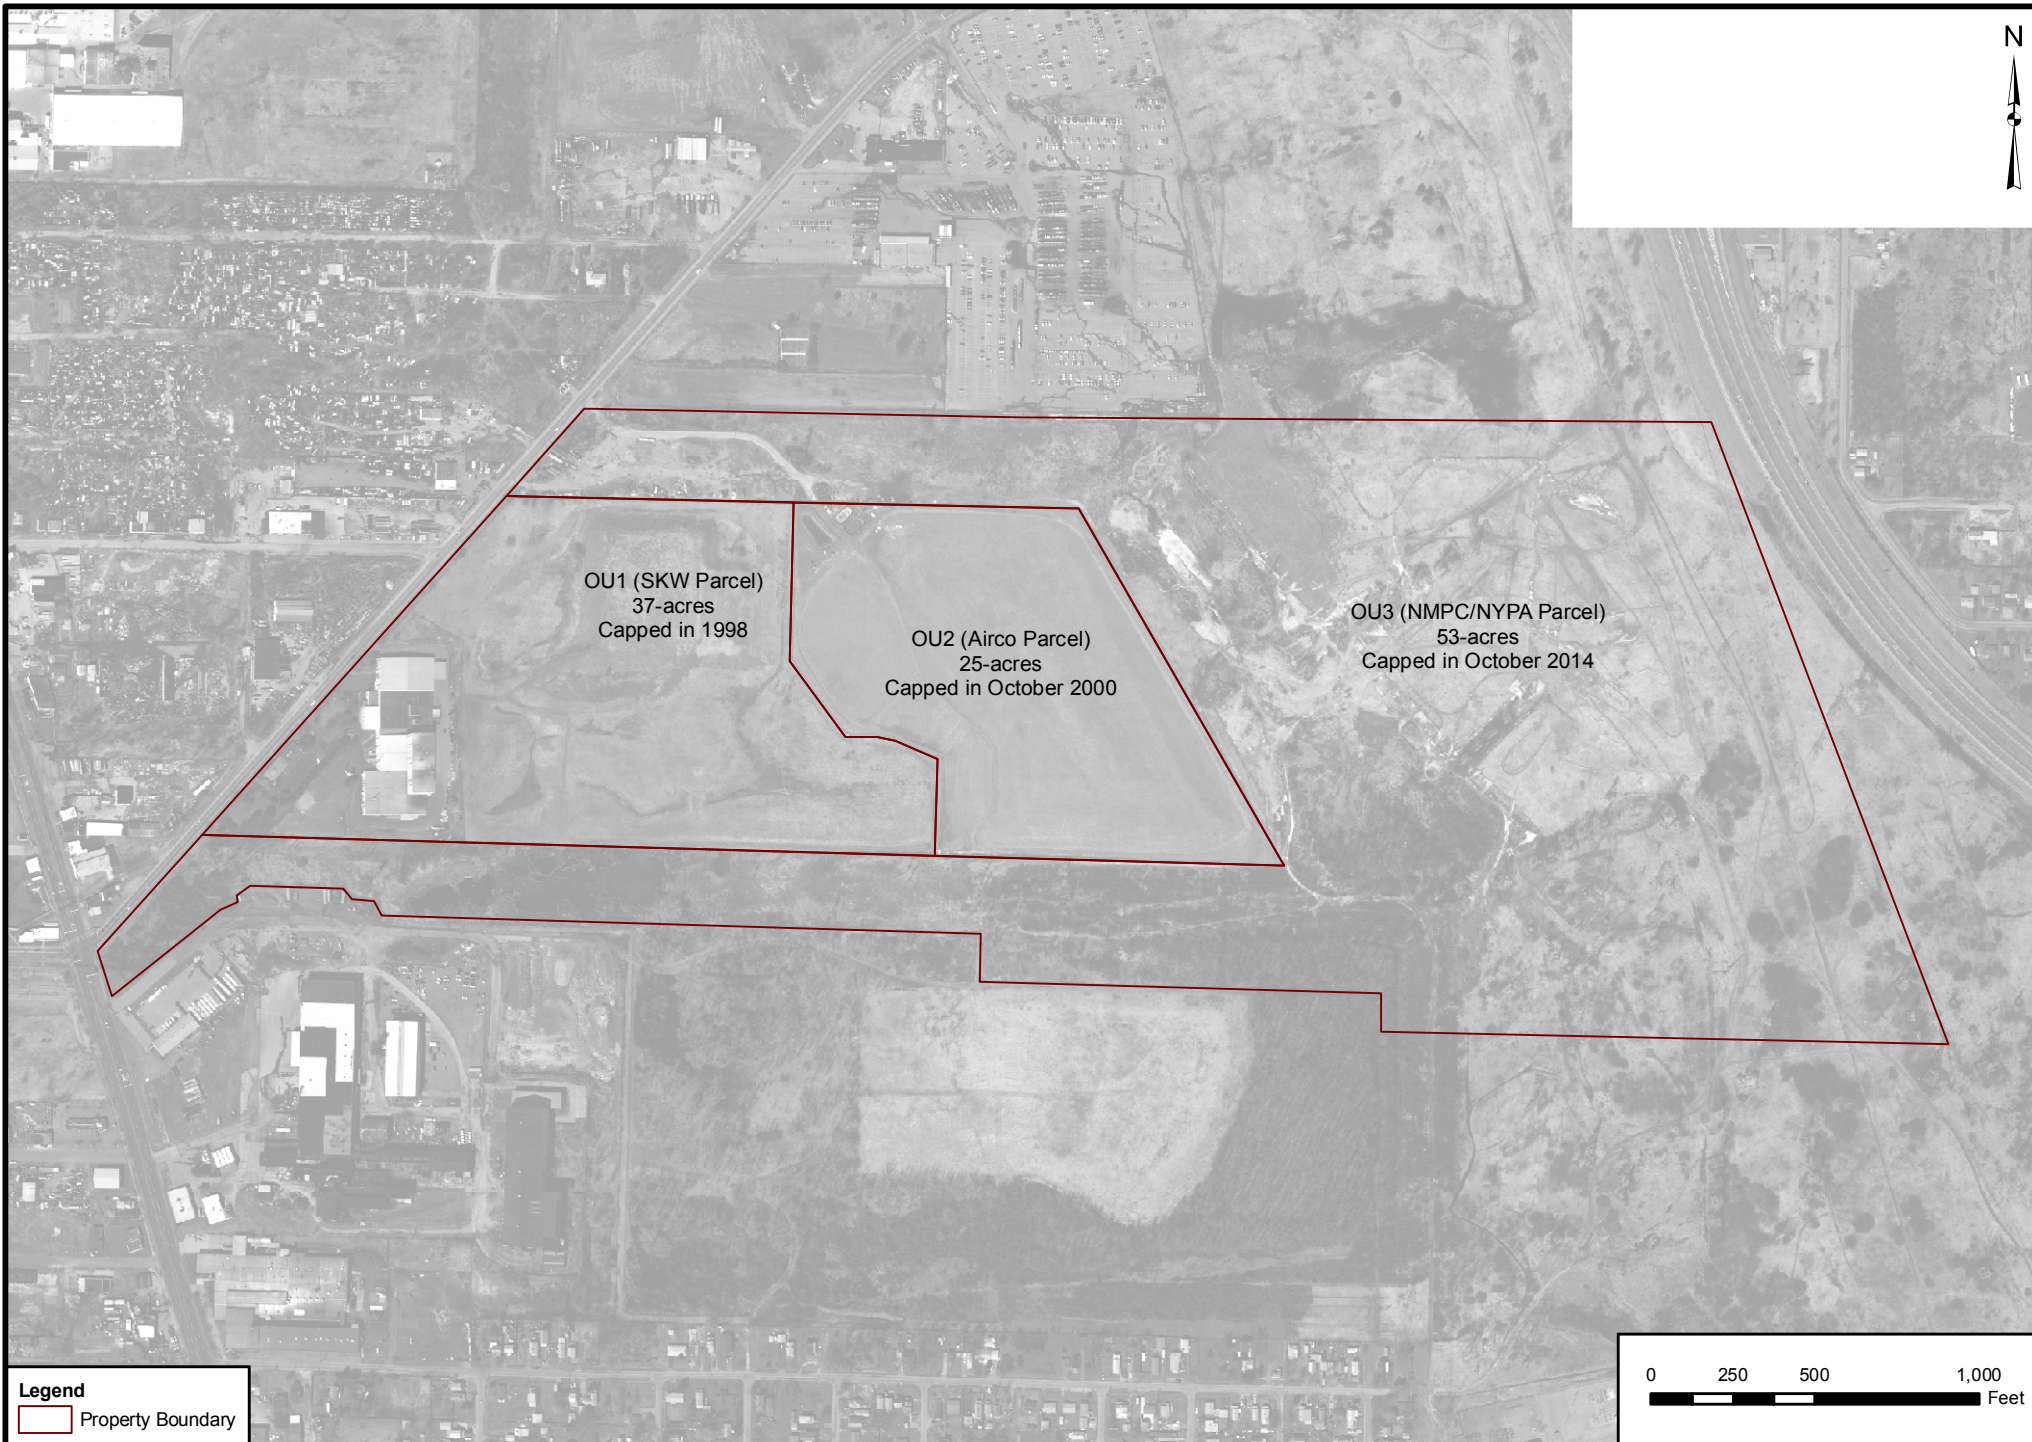 N
OU1 (SKW Parcel)
37-acres
Capped in 1998
OU2 (Airco Parcel)
25-acres
Capped in October 2000
OU3 (NMPC/NYPA Parcel)
53-acres
Capped in October 2014
Legend
Property Boundary
0 250 500 1,000
Feet